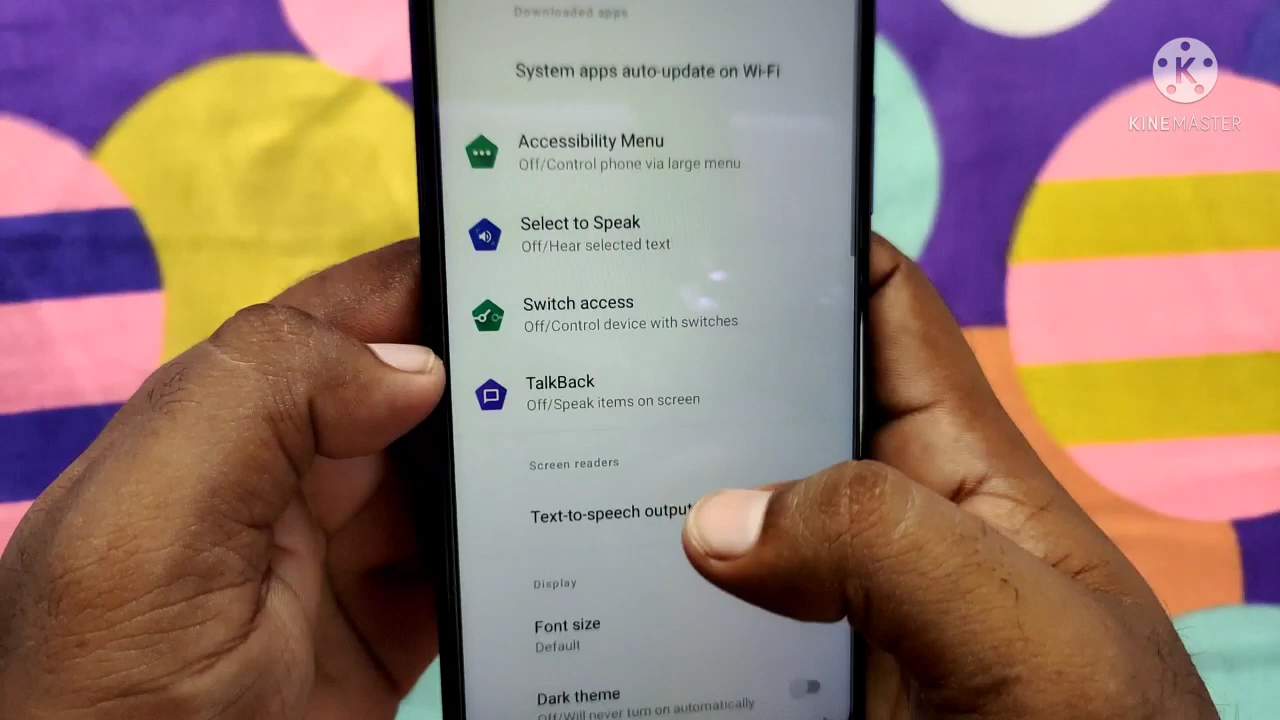 Downloaded apps
System apps auto-update on Wi-Fi
K
KINEMASTER
Accessibility Menu
Off/Control phone via large menu
Select to Speak
Off/Hear selected text
Switch access
Off/Control device with switches
TalkBack
Off/Speak items on screen
Screen readers
Text-to-speech output
Display
Font size
Default
Dark theme
Off/Will never turn on automatically